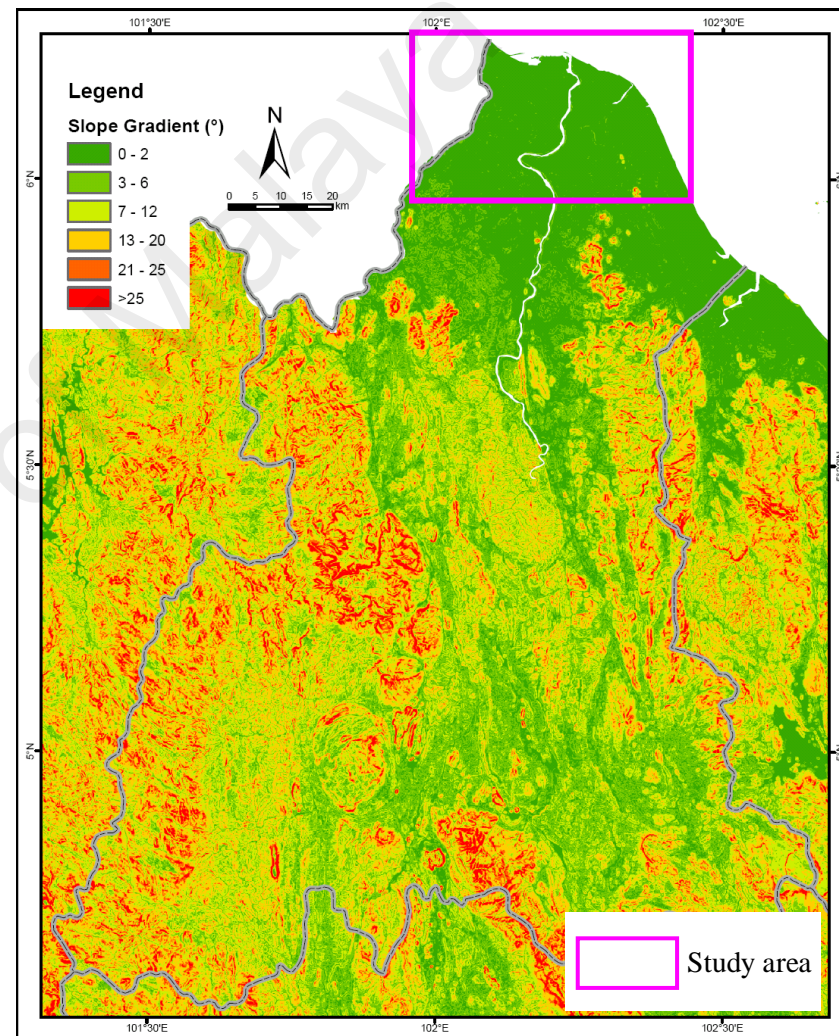 101°30'E 102°E 102°30'E
Legend
Slope Gradient (°)
0 - 2
3 - 6
7 - 12
13 - 20
21 - 25
>25
N
0 5 10 15 20
km
6°N
5°30'N
5°N
Study area
101°30'E 102°E 102°30'E
Malaya